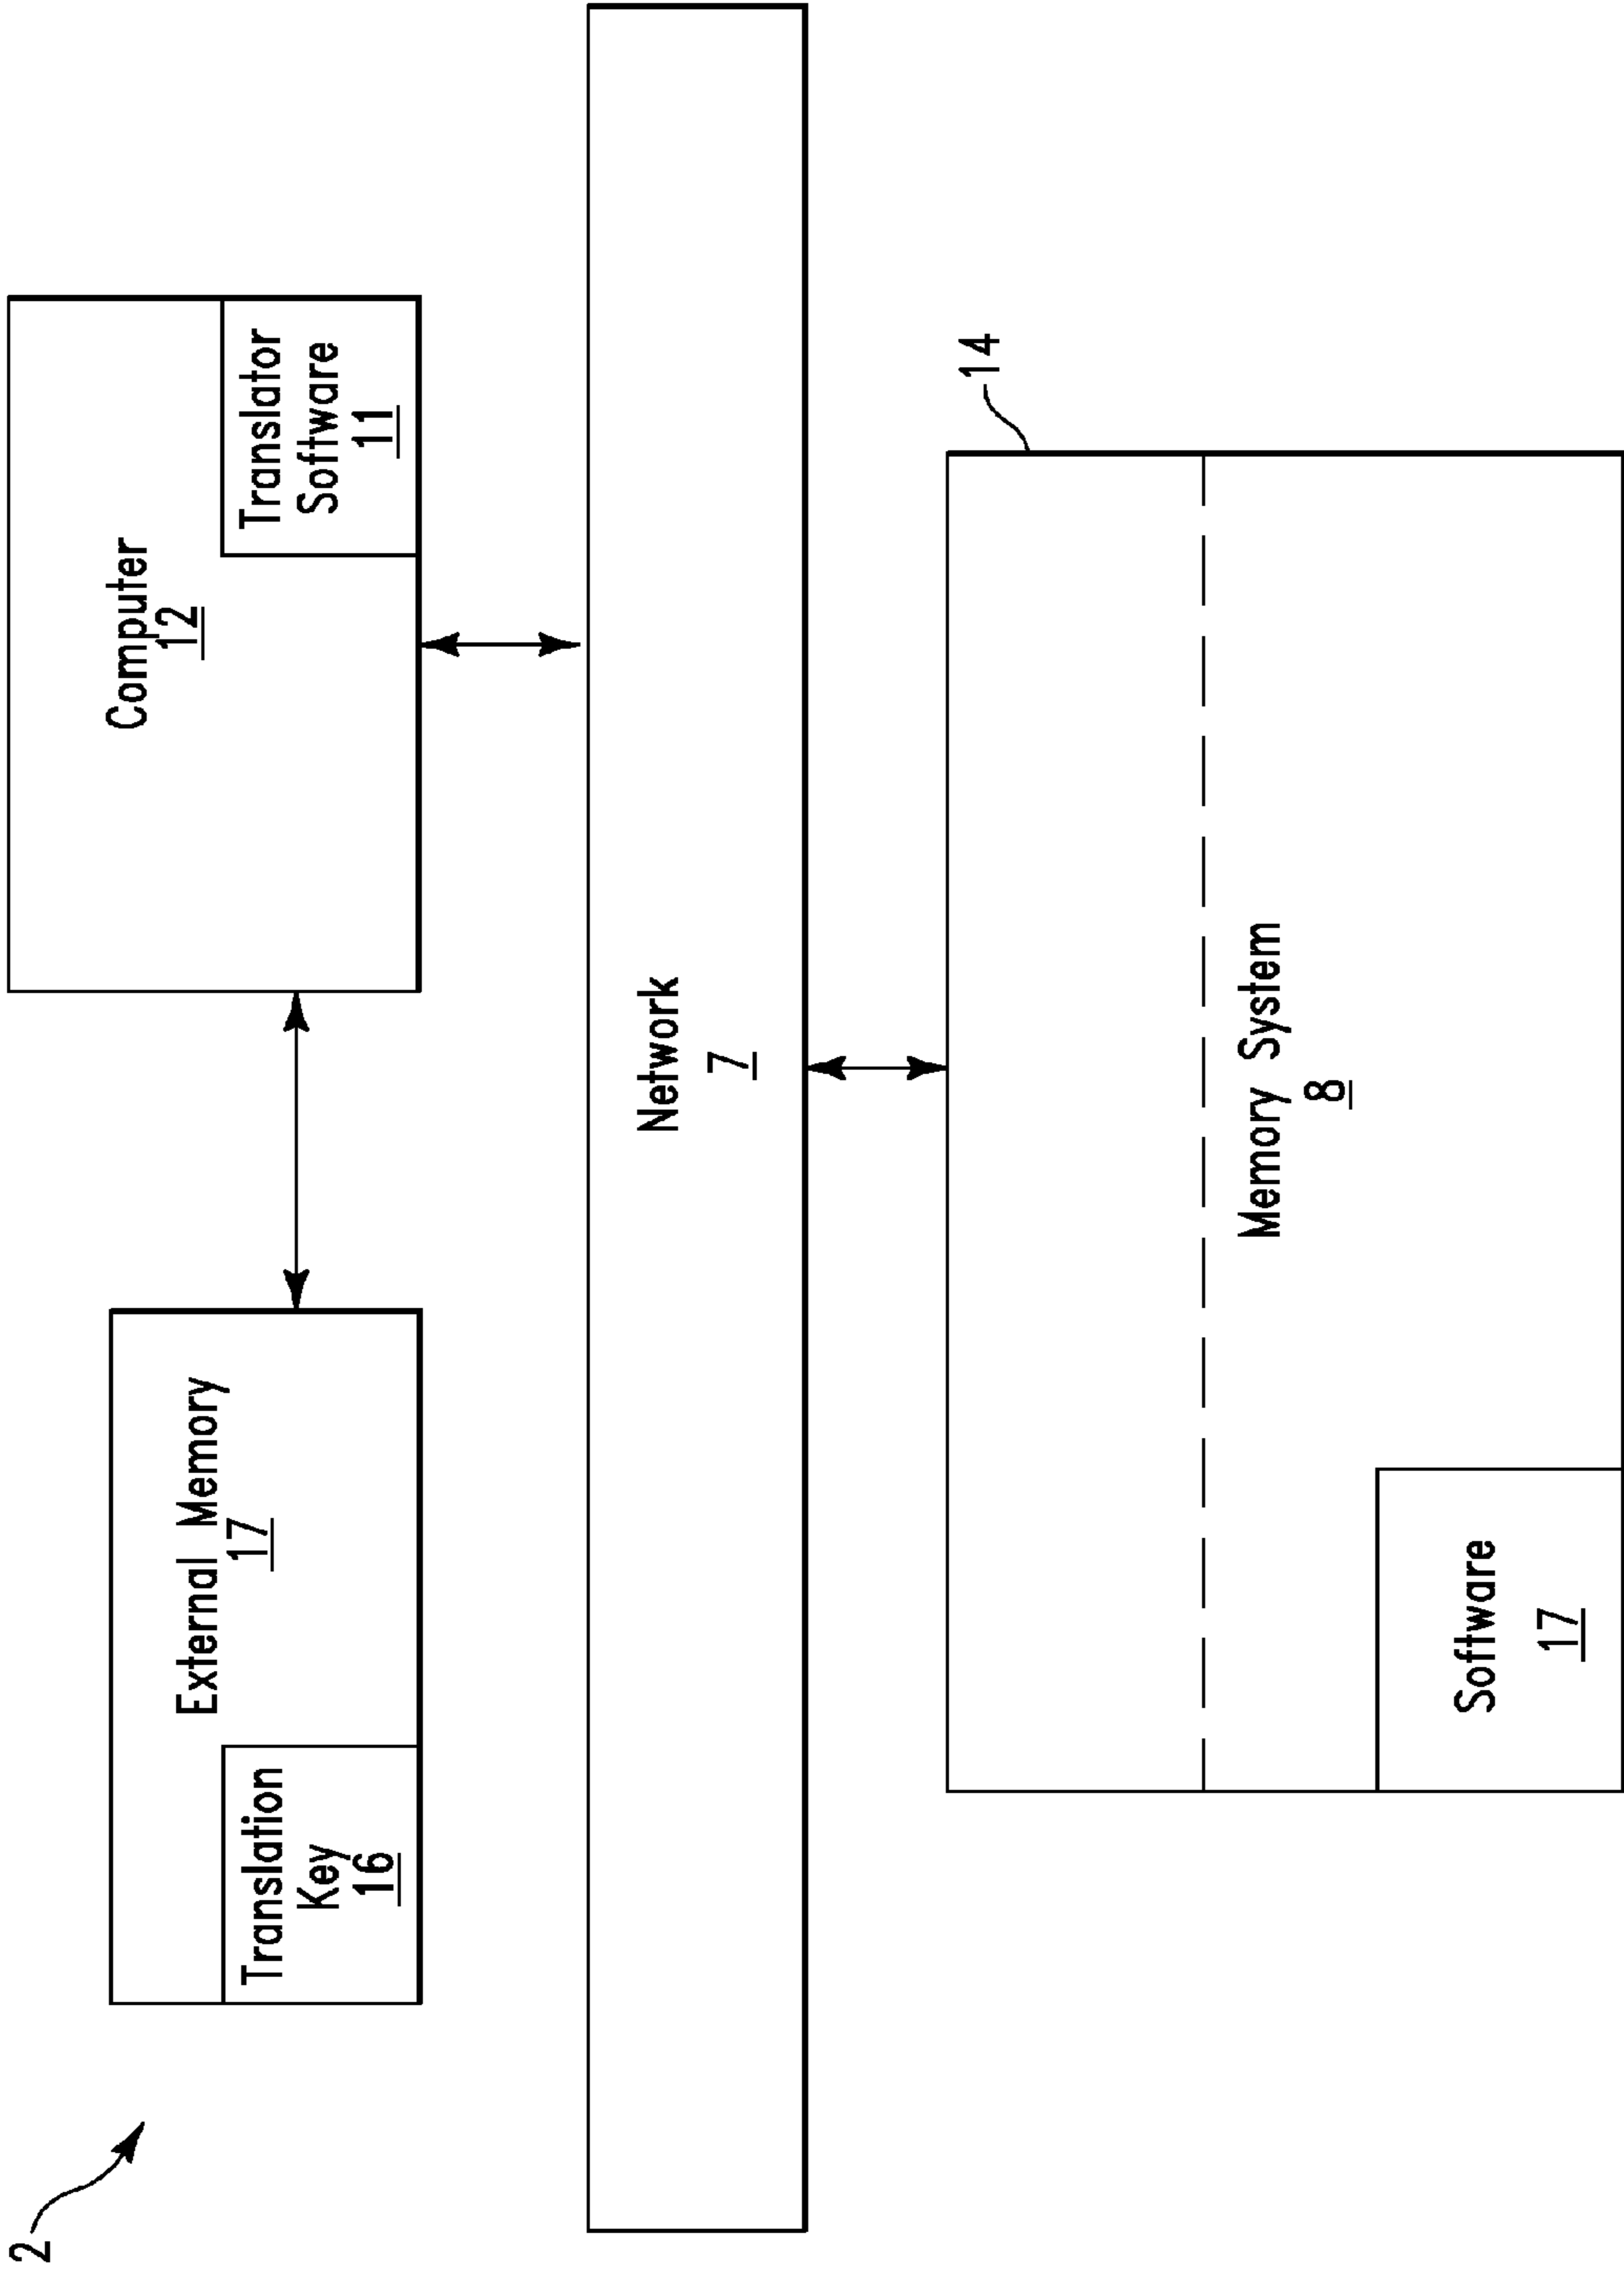 2
External Memory
17
Translation
Key
16
Computer
12
Translator
Software
11
Network
7
14
Memory System
8
Software
17